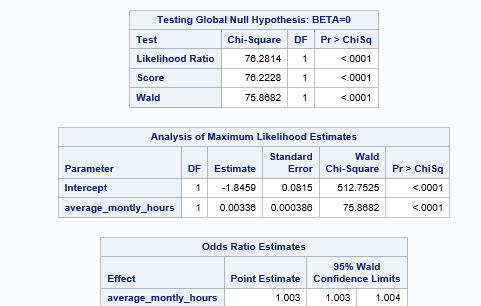 Testing Global Null Hypothesis: BETA=0
Test Chi-Square DF Pr > ChiSq
Likelihood Ratio 76.2814 1 <.0001
Score 76.2228 1 <.0001
Wald 75.8682 1 <.0001
Analysis of Maximum Likelihood Estimates
Parameter DF Estimate Standard Error Wald Chi-Square Pr > ChiSq
Intercept 1 -1.8459 0.0815 512.7525 <.0001
average_montly_hours 1 0.00336 0.000386 75.8682 <.0001
Odds Ratio Estimates
Effect Point Estimate 95% Wald Confidence Limits
average_montly_hours 1.003 1.003 1.004